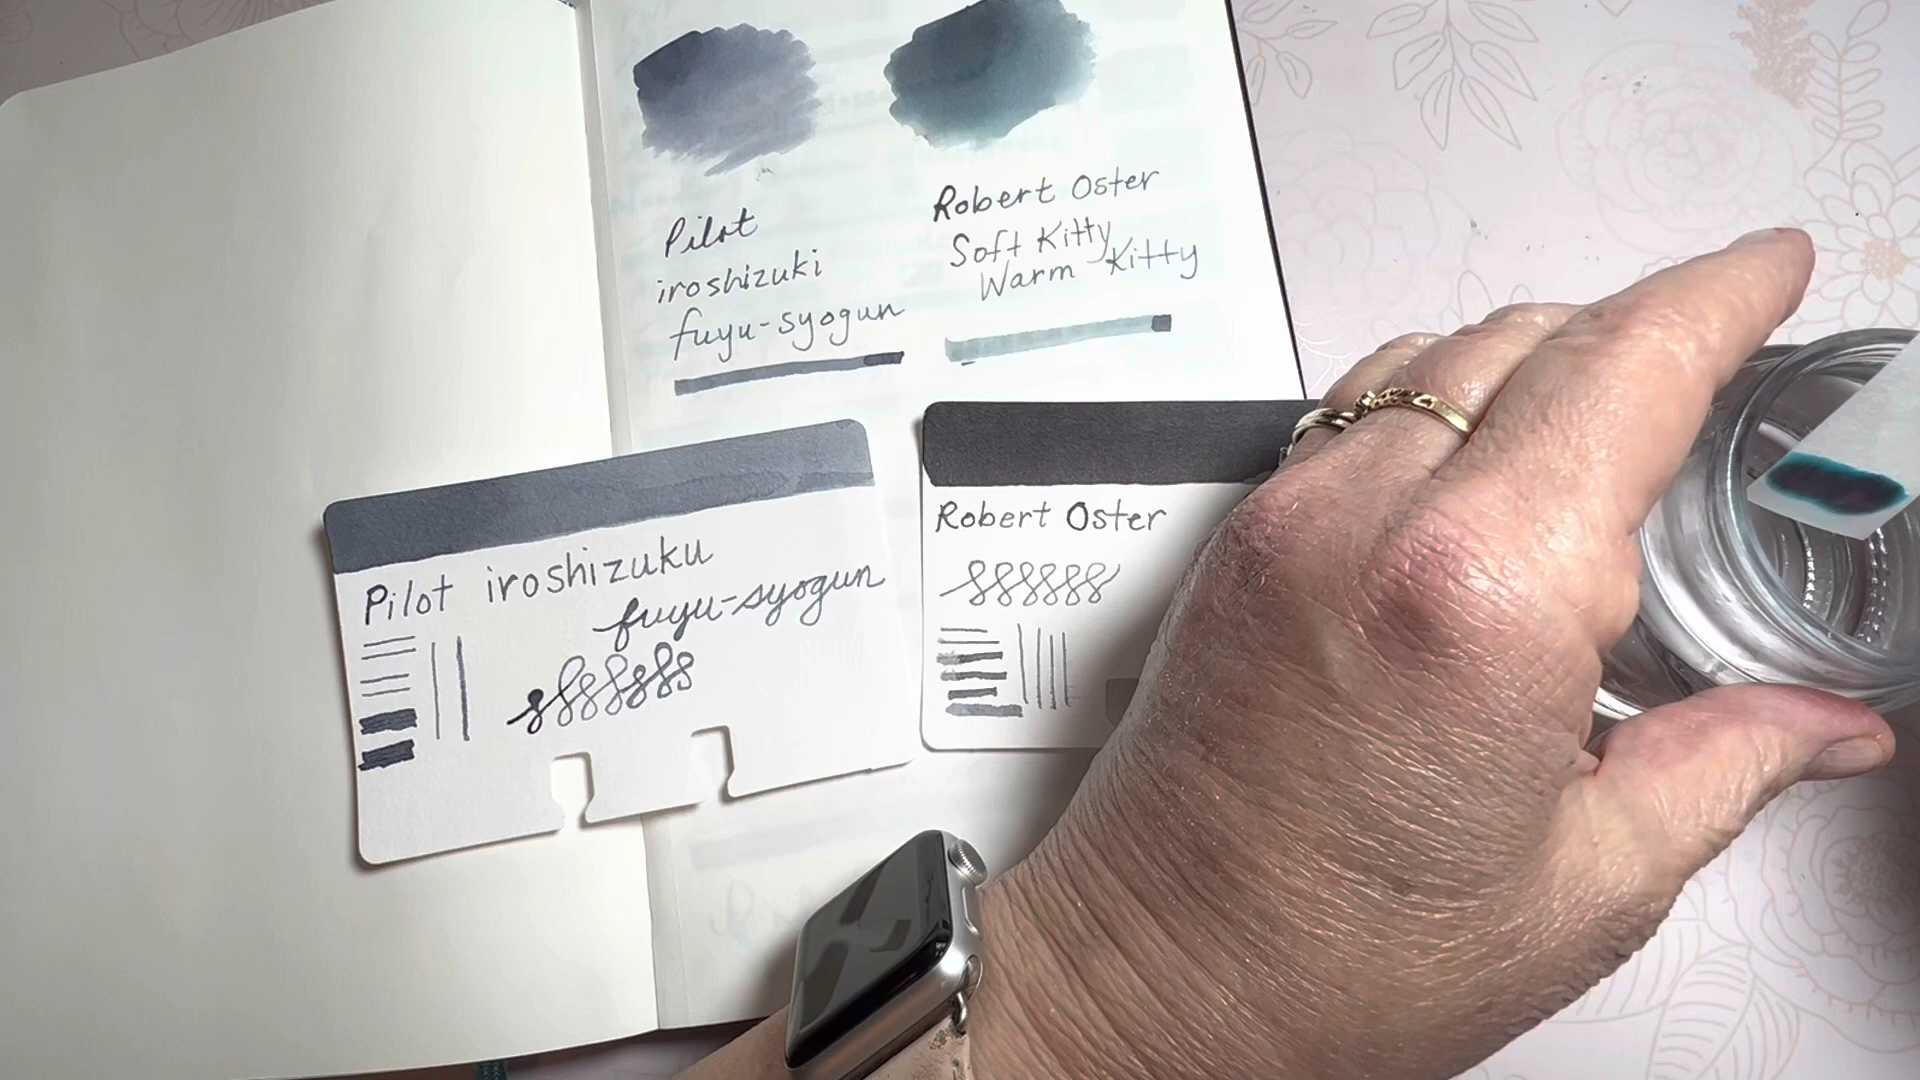 Pilot
iroshizuki
fuyu-syogun
Robert Oster
Soft Kitty
Warm Kitty
Pilot iroshizuku
fuyu-syogun
Robert Oster